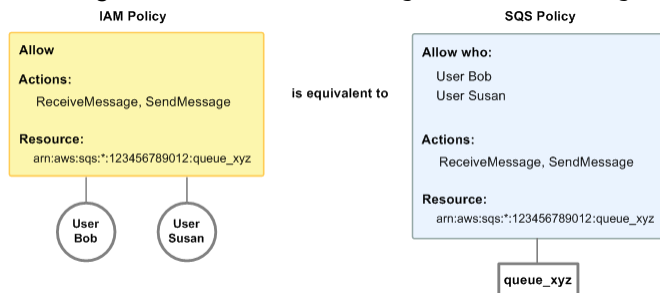 IAM Policy
Allow
Actions:
ReceiveMessage, SendMessage
Resource:
arn:aws:sqs:*:123456789012:queue_xyz
User
Bob
User
Susan
is equivalent to
SQS Policy
Allow who:
User Bob
User Susan
Actions:
ReceiveMessage, SendMessage
Resource:
arn:aws:sqs:*:123456789012:queue_xyz
queue_xyz